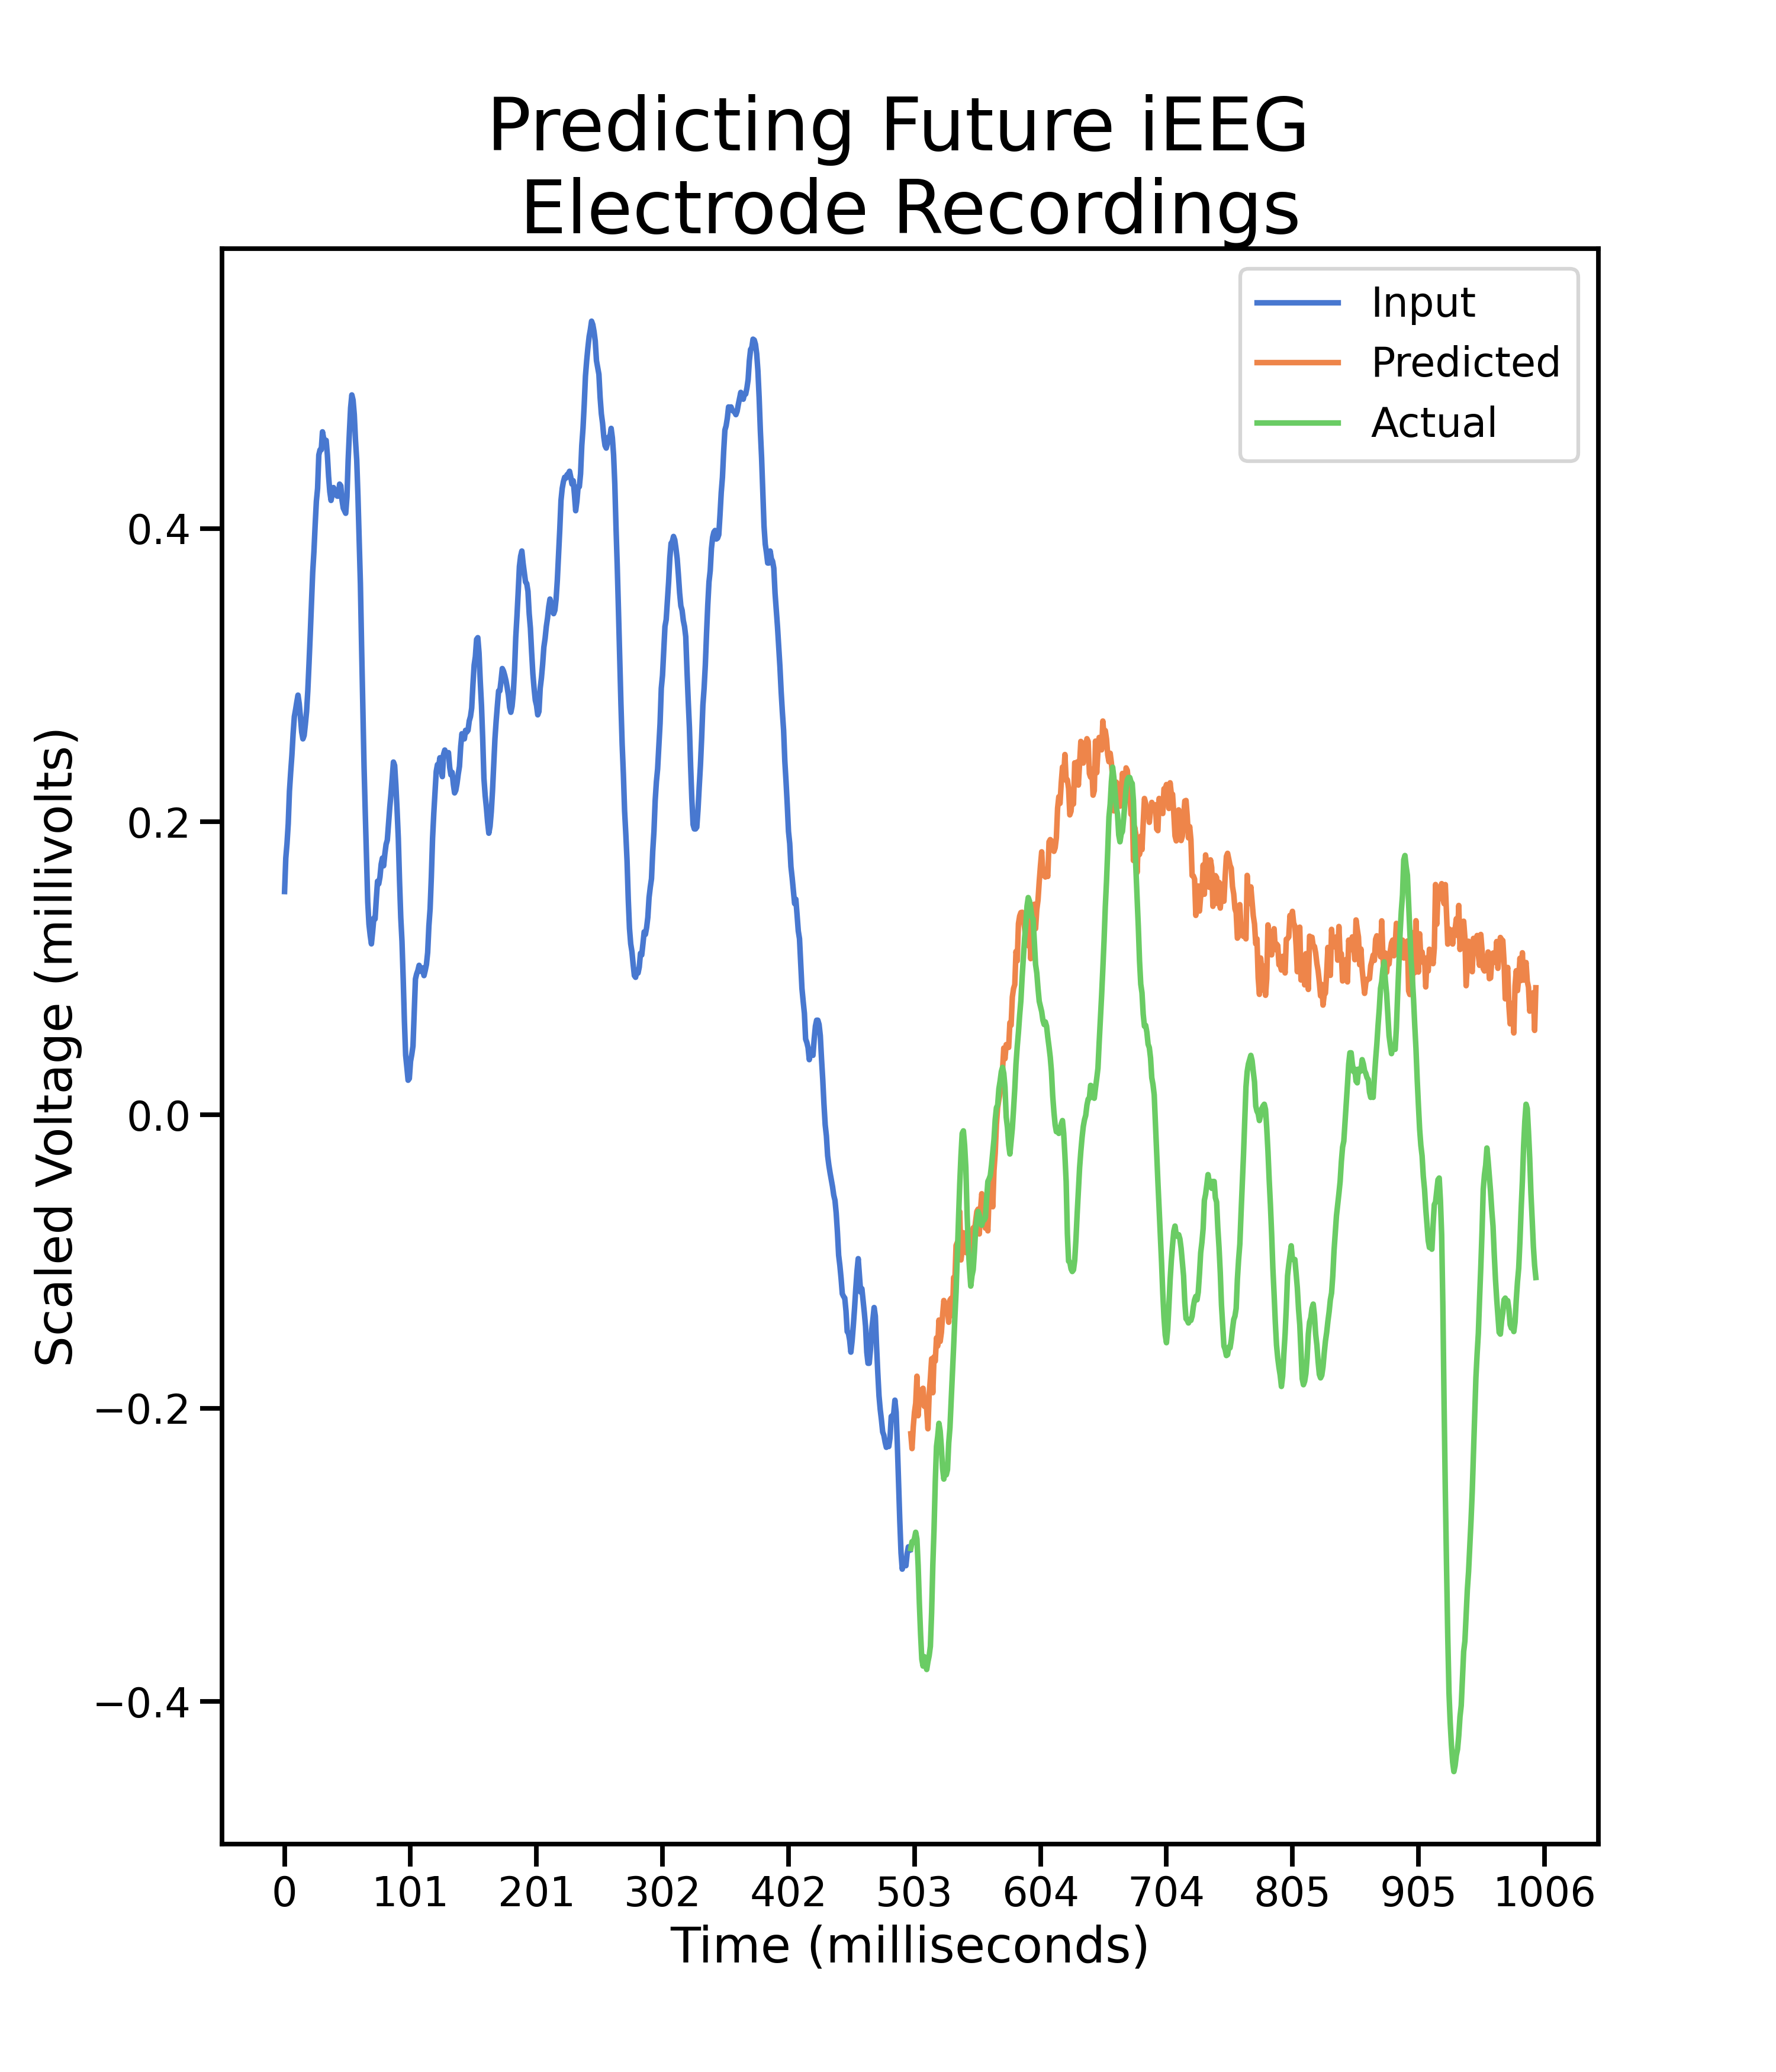 Predicting Future iEEG
Electrode Recordings
Input
Predicted
Actual
0.4
0.2
0.0
−0.2
−0.4
Scaled Voltage (millivolts)
0 101 201 302 402 503 604 704 805 905 1006
Time (milliseconds)